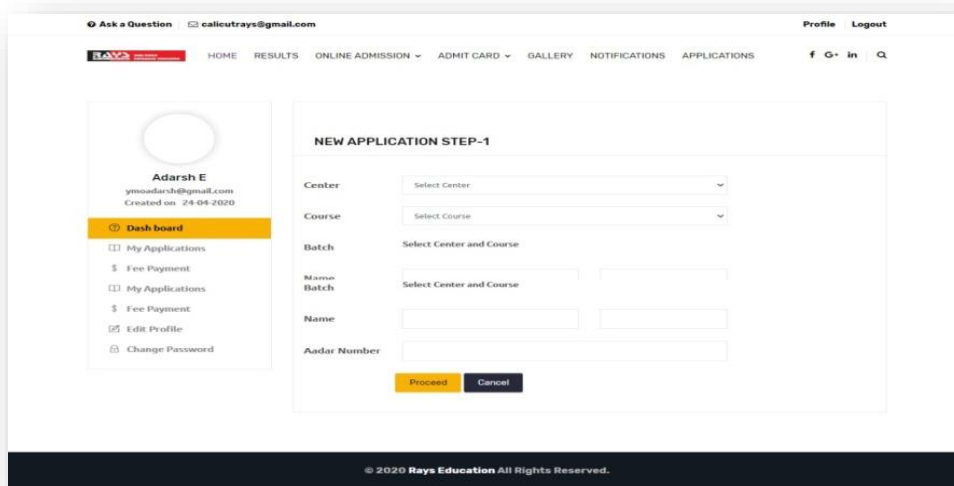 Ask a Question calicutrays@gmail.com Profile Logout
RAYS HOME RESULTS ONLINE ADMISSION ADMIT CARD GALLERY NOTIFICATIONS APPLICATIONS f G+ in
Adarsh E
ymoadarsh@gmail.com
Created on 24-04-2020
Dash board
My Applications
$ Fee Payment
My Applications
$ Fee Payment
Edit Profile
Change Password
NEW APPLICATION STEP-1
Center Select Center
Course Select Course
Batch Select Center and Course
Name
Batch Select Center and Course
Name
Aadar Number
Proceed Cancel
© 2020 Rays Education All Rights Reserved.